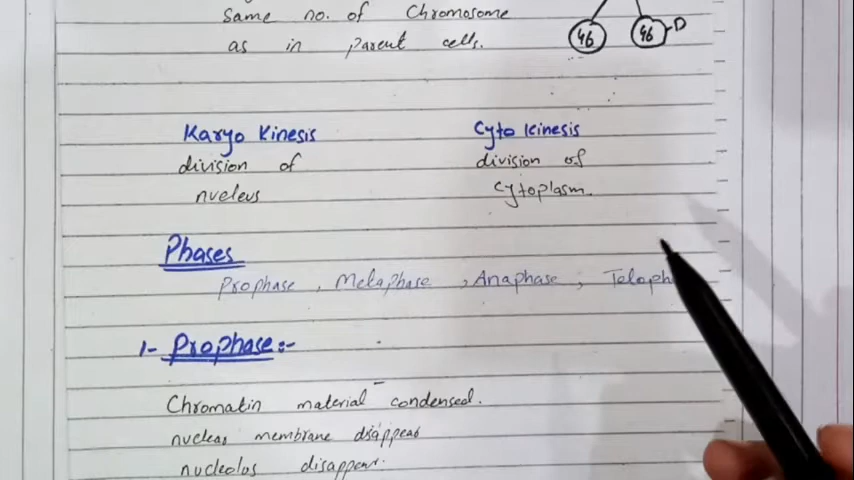 Same no. of Chromosome
as in parent cells.
46 46 D
Karyo Kinesis Cyto kinesis
division of division of
nucleus cytoplasm.
Phases
Prophase, Metaphase, Anaphase, Teloph
1- Prophase:-
Chromatin material condensed.
nuclear membrane disappear
nucleolus disappear.